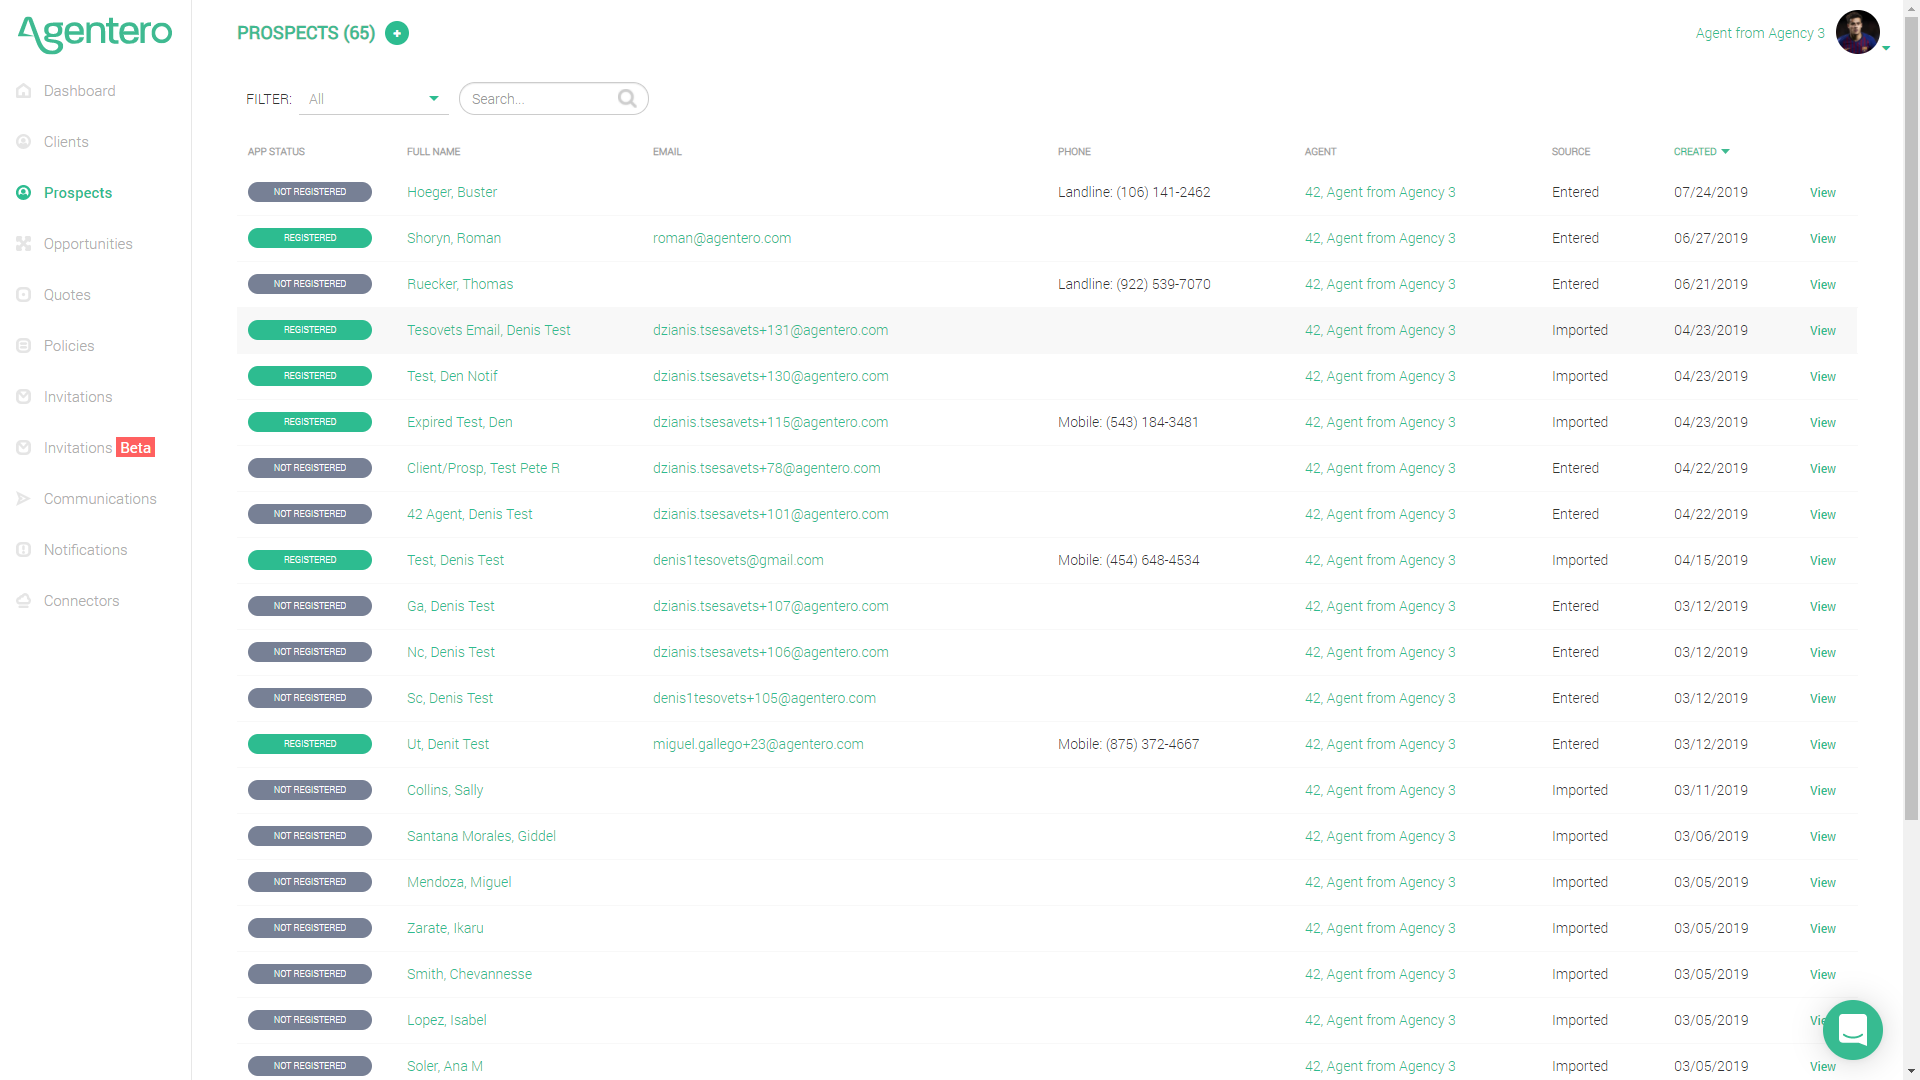 Agentero
PROSPECTS (65)
Agent from Agency 3
Dashboard
Clients
Prospects
Opportunities
Quotes
Policies
Invitations
Invitations Beta
Communications
Notifications
Connectors
FILTER: All Search...
APP STATUS FULL NAME EMAIL PHONE AGENT SOURCE CREATED
NOT REGISTERED Hoeger, Buster Landline: (106) 141-2462 42, Agent from Agency 3 Entered 07/24/2019 View
REGISTERED Shoryn, Roman roman@agentero.com 42, Agent from Agency 3 Entered 06/27/2019 View
NOT REGISTERED Ruecker, Thomas Landline: (922) 539-7070 42, Agent from Agency 3 Entered 06/21/2019 View
REGISTERED Tesovets Email, Denis Test dzianis.tsesavets+131@agentero.com 42, Agent from Agency 3 Imported 04/23/2019 View
REGISTERED Test, Den Notif dzianis.tsesavets+130@agentero.com 42, Agent from Agency 3 Imported 04/23/2019 View
REGISTERED Expired Test, Den dzianis.tsesavets+115@agentero.com Mobile: (543) 184-3481 42, Agent from Agency 3 Imported 04/23/2019 View
NOT REGISTERED Client/Prosp, Test Pete R dzianis.tsesavets+78@agentero.com 42, Agent from Agency 3 Entered 04/22/2019 View
NOT REGISTERED 42 Agent, Denis Test dzianis.tsesavets+101@agentero.com 42, Agent from Agency 3 Entered 04/22/2019 View
REGISTERED Test, Denis Test denis1tesovets@gmail.com Mobile: (454) 648-4534 42, Agent from Agency 3 Imported 04/15/2019 View
NOT REGISTERED Ga, Denis Test dzianis.tsesavets+107@agentero.com 42, Agent from Agency 3 Entered 03/12/2019 View
NOT REGISTERED Nc, Denis Test dzianis.tsesavets+106@agentero.com 42, Agent from Agency 3 Entered 03/12/2019 View
NOT REGISTERED Sc, Denis Test denis1tesovets+105@agentero.com 42, Agent from Agency 3 Entered 03/12/2019 View
REGISTERED Ut, Denit Test miguel.gallego+23@agentero.com Mobile: (875) 372-4667 42, Agent from Agency 3 Entered 03/12/2019 View
NOT REGISTERED Collins, Sally 42, Agent from Agency 3 Imported 03/11/2019 View
NOT REGISTERED Santana Morales, Giddel 42, Agent from Agency 3 Imported 03/06/2019 View
NOT REGISTERED Mendoza, Miguel 42, Agent from Agency 3 Imported 03/05/2019 View
NOT REGISTERED Zarate, Ikaru 42, Agent from Agency 3 Imported 03/05/2019 View
NOT REGISTERED Smith, Chevannesse 42, Agent from Agency 3 Imported 03/05/2019 View
NOT REGISTERED Lopez, Isabel 42, Agent from Agency 3 Imported 03/05/2019
NOT REGISTERED Soler, Ana M 42, Agent from Agency 3 Imported 03/05/2019 View